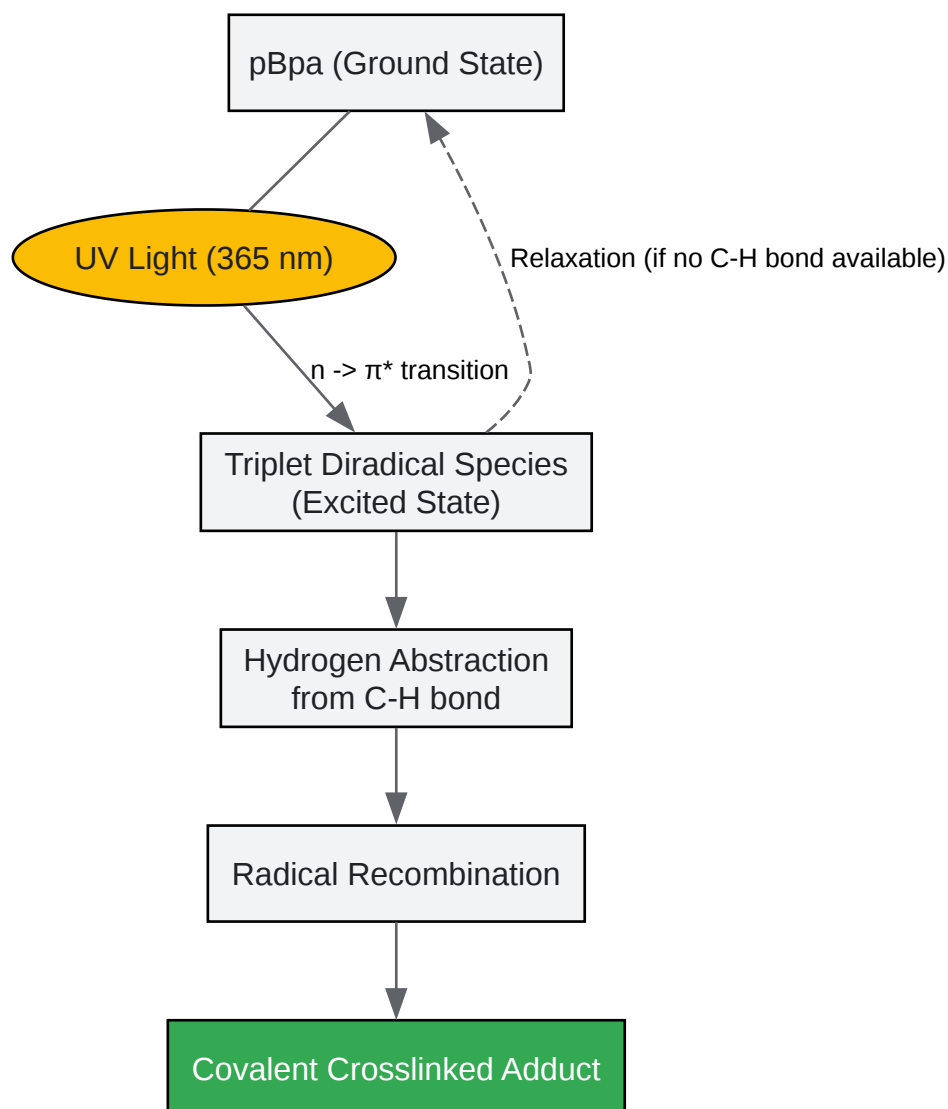 pBpa (Ground State)
UV Light (365 nm)
Relaxation (if no C-H bond available)
n -> π* transition
Triplet Diradical Species
(Excited State)
Hydrogen Abstraction
from C-H bond
Radical Recombination
Covalent Crosslinked Adduct